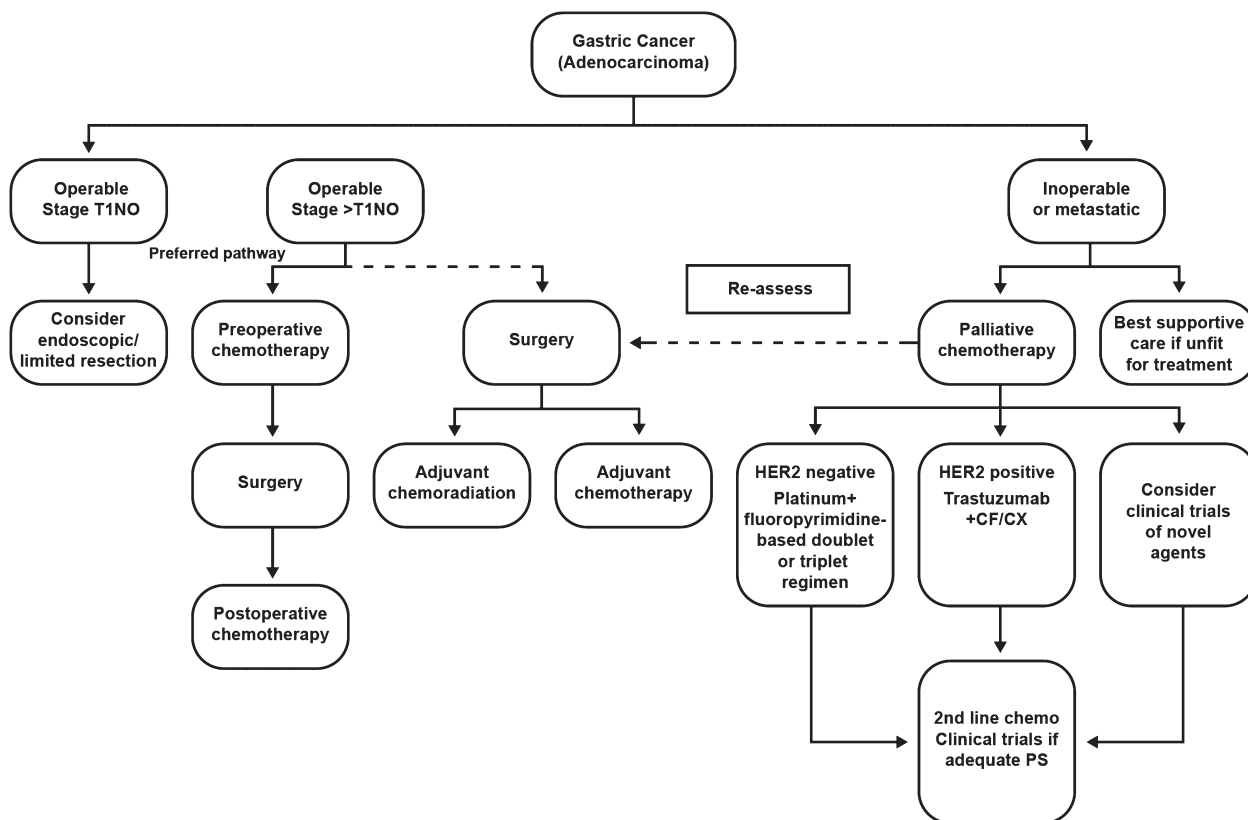 Gastric Cancer
(Adenocarcinoma)
Operable
Stage T1NO
Operable
Stage >T1NO
Inoperable
or metastatic
Preferred pathway
Re-assess
Consider
endoscopic/
limited resection
Preoperative
chemotherapy
Surgery
Palliative
chemotherapy
Best supportive
care if unfit
for treatment
Surgery
Adjuvant
chemoradiation
Adjuvant
chemotherapy
HER2 negative
Platinum+
fluoropyrimidine-
based doublet
or triplet
regimen
HER2 positive
Trastuzumab
+CF/CX
Consider
clinical trials
of novel
agents
Postoperative
chemotherapy
2nd line chemo
Clinical trials if
adequate PS